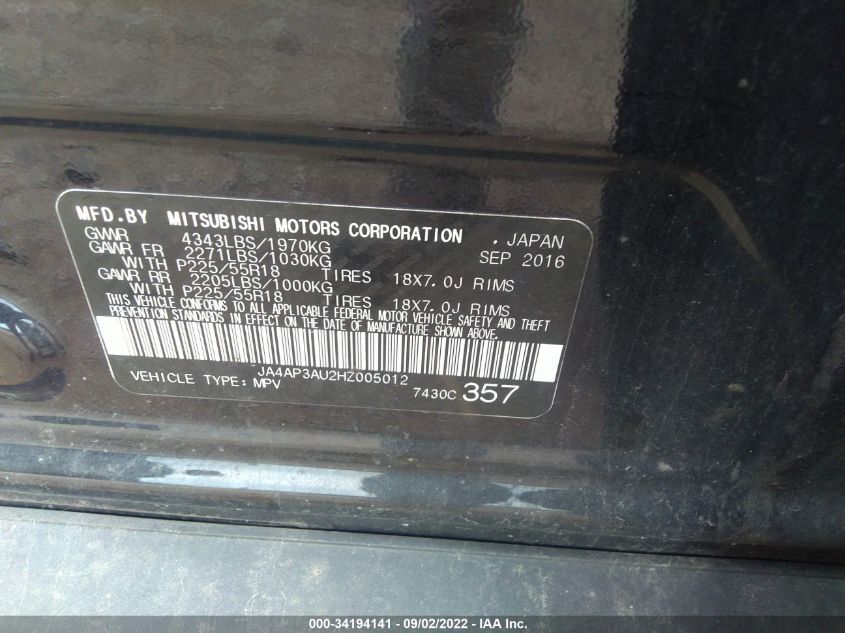 MFD.BY MITSUBISHI MOTORS CORPORATION , JAPAN
GVWR 4343LBS/1970KG SEP 2016
GAWR FR 2271LBS/1030KG
WITH P225/55R18 TIRES 18X7.0J RIMS
GAWR RR 2205LBS/1000KG
WITH P225/55R18 TIRES 18X7.0J RIMS
THIS VEHICLE CONFORMS TO ALL APPLICABLE FEDERAL MOTOR VEHICLE SAFETY AND THEFT
PREVENTION STANDARDS IN EFFECT ON THE DATE OF MANUFACTURE SHOWN ABOVE.
JA4AP3AU2HZ005012
VEHICLE TYPE: MPV 7430C 357
000-34194141 - 09/02/2022 - IAA Inc.